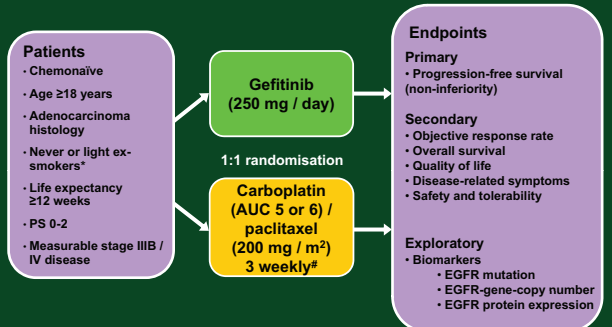 Patients
· Chemonaïve
· Age ≥18 years
· Adenocarcinoma
histology
· Never or light ex-
smokers*
· Life expectancy
≥12 weeks
· PS 0-2
· Measurable stage IIIB /
IV disease
Gefitinib
(250 mg / day)
1:1 randomisation
Carboplatin
(AUC 5 or 6) /
paclitaxel
(200 mg / m²)
3 weekly#
Endpoints
Primary
• Progression-free survival
(non-inferiority)
Secondary
• Objective response rate
• Overall survival
• Quality of life
• Disease-related symptoms
• Safety and tolerability
Exploratory
• Biomarkers
• EGFR mutation
• EGFR-gene-copy number
• EGFR protein expression